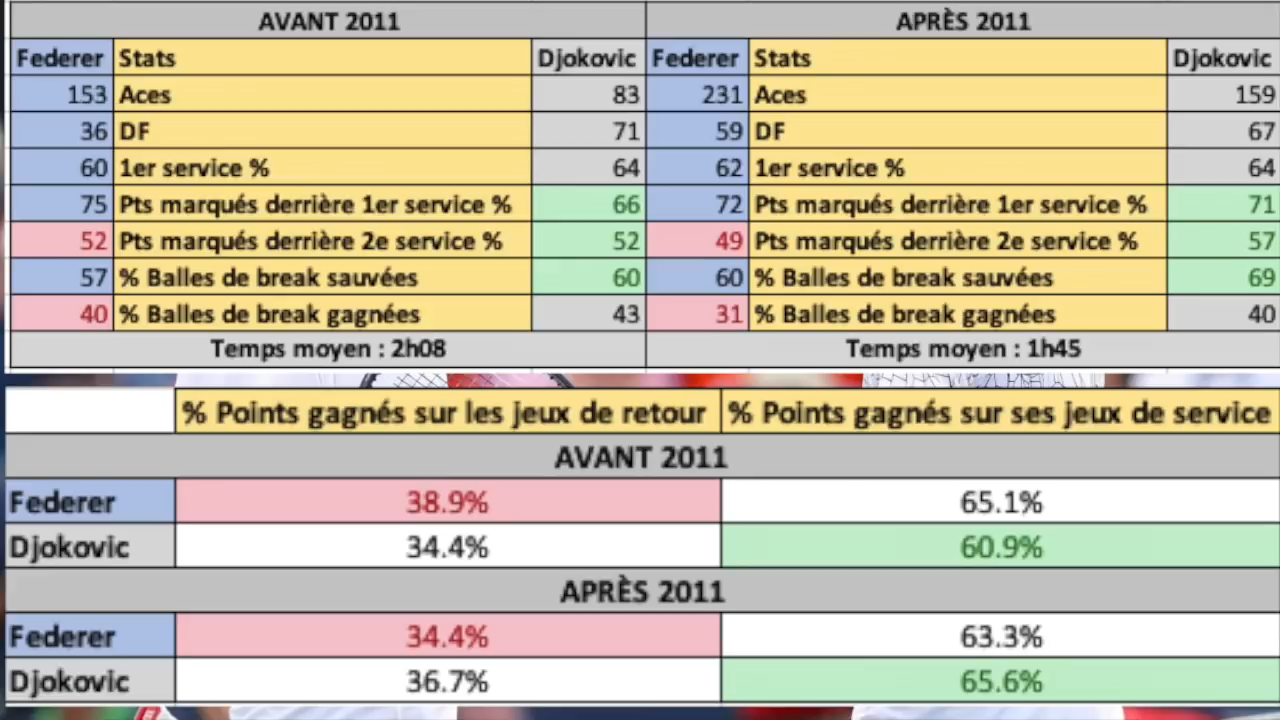 AVANT 2011 APRÈS 2011
Federer Stats Djokovic Federer Stats Djokovic
153 Aces 83 231 Aces 159
36 DF 71 59 DF 67
60 1er service % 64 62 1er service % 64
75 Pts marqués derrière 1er service % 66 72 Pts marqués derrière 1er service % 71
52 Pts marqués derrière 2e service % 52 49 Pts marqués derrière 2e service % 57
57 % Balles de break sauvées 60 60 % Balles de break sauvées 69
40 % Balles de break gagnées 43 31 % Balles de break gagnées 40
Temps moyen : 2h08 Temps moyen : 1h45
% Points gagnés sur les jeux de retour % Points gagnés sur ses jeux de service
AVANT 2011
Federer 38.9% 65.1%
Djokovic 34.4% 60.9%
APRÈS 2011
Federer 34.4% 63.3%
Djokovic 36.7% 65.6%